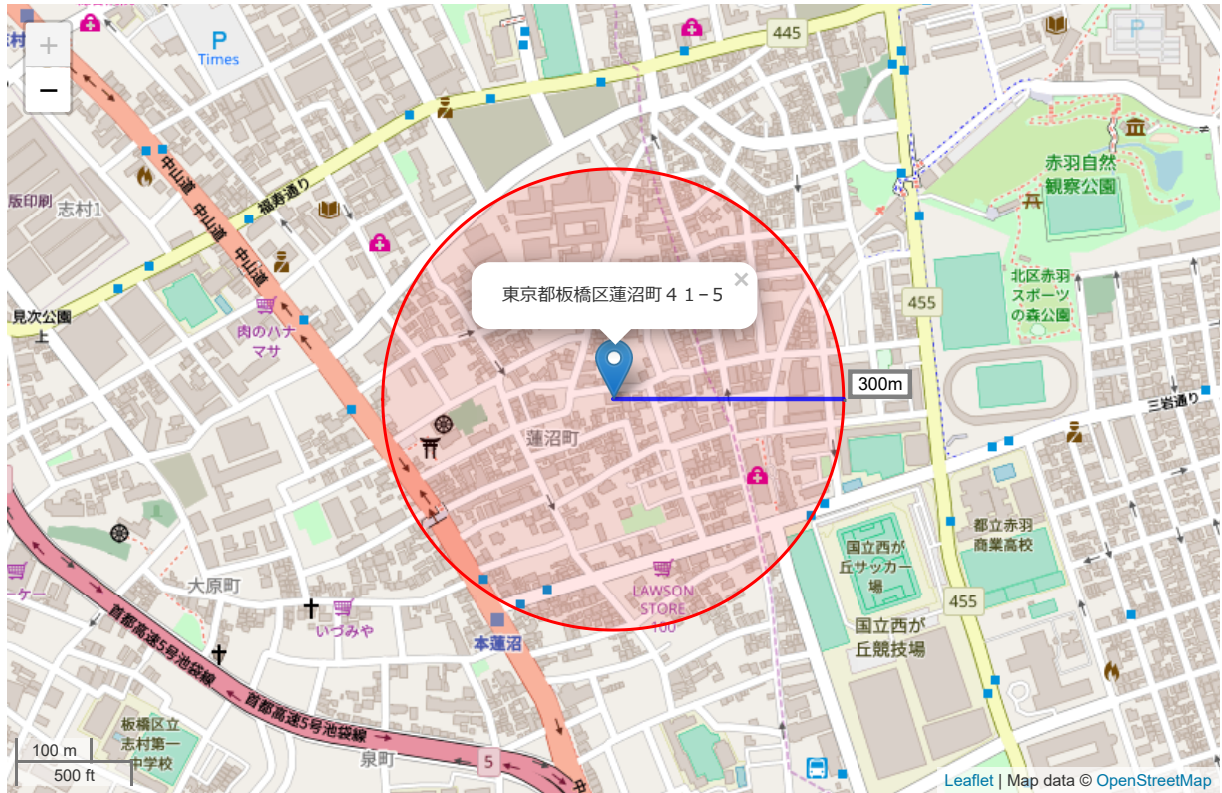 445
P
Times
P
+
−
中山道
赤羽自然
観察公園
版印刷
志村1
福寿通り
中山道
中山道
東京都板橋区蓮沼町41−5
×
北区赤羽
スポーツ
の森公園
455
見次公園
上
肉のハナ
マサ
300m
三岩通り
蓮沼町
都立赤羽
商業高校
国立西が
丘サッカー
場
大原町
LAWSON
STORE
100
455
ーケー
いづみや
国立西が
丘競技場
本蓮沼
首都高速5号池袋線
首都高速5号池袋線
板橋区立
志村第一
中学校
泉町
5
中
100 m
500 ft
Leaflet | Map data © OpenStreetMap